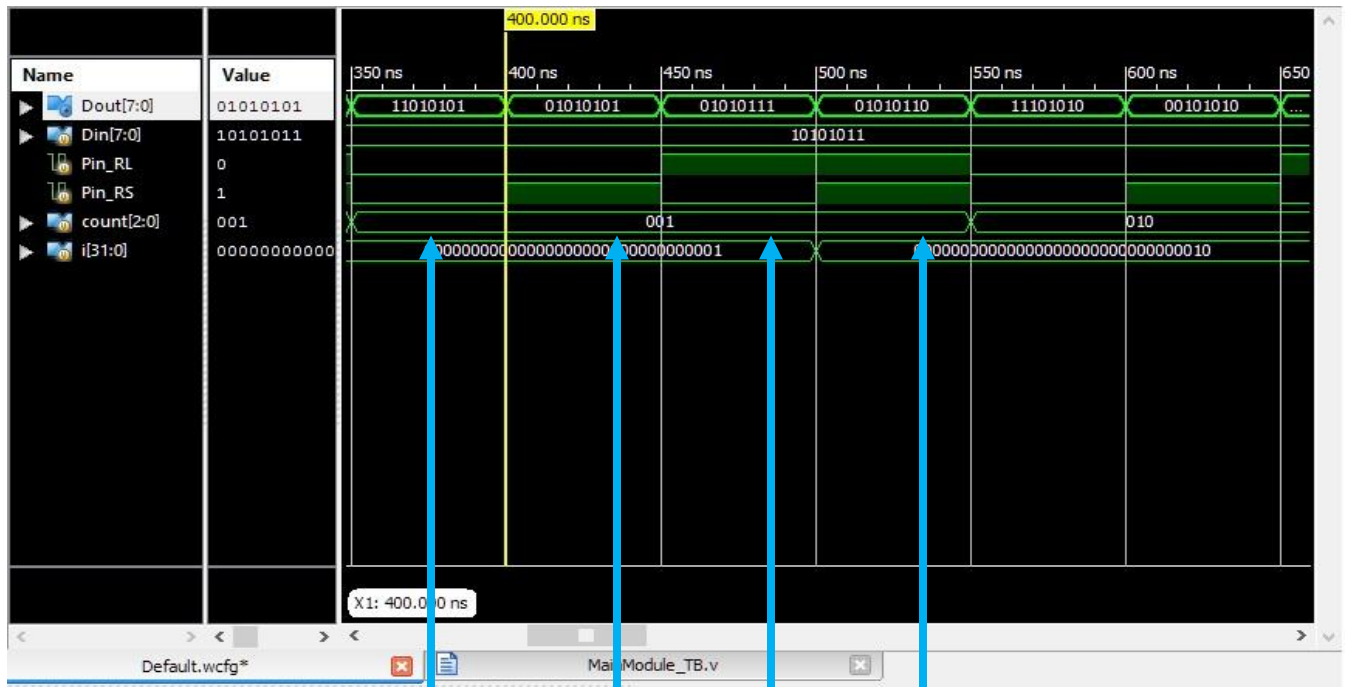 400.000 ns
Name Value 350 ns 400 ns 450 ns 500 ns 550 ns 600 ns 650
Dout[7:0] 01010101 11010101 01010101 01010111 01010110 11101010 00101010 ...
Din[7:0] 10101011 10101011
Pin_RL 0
Pin_RS 1
count[2:0] 001 001 010
i[31:0] 00000000000
X1: 400.000 ns
Default.wcfg* MainModule_TB.v